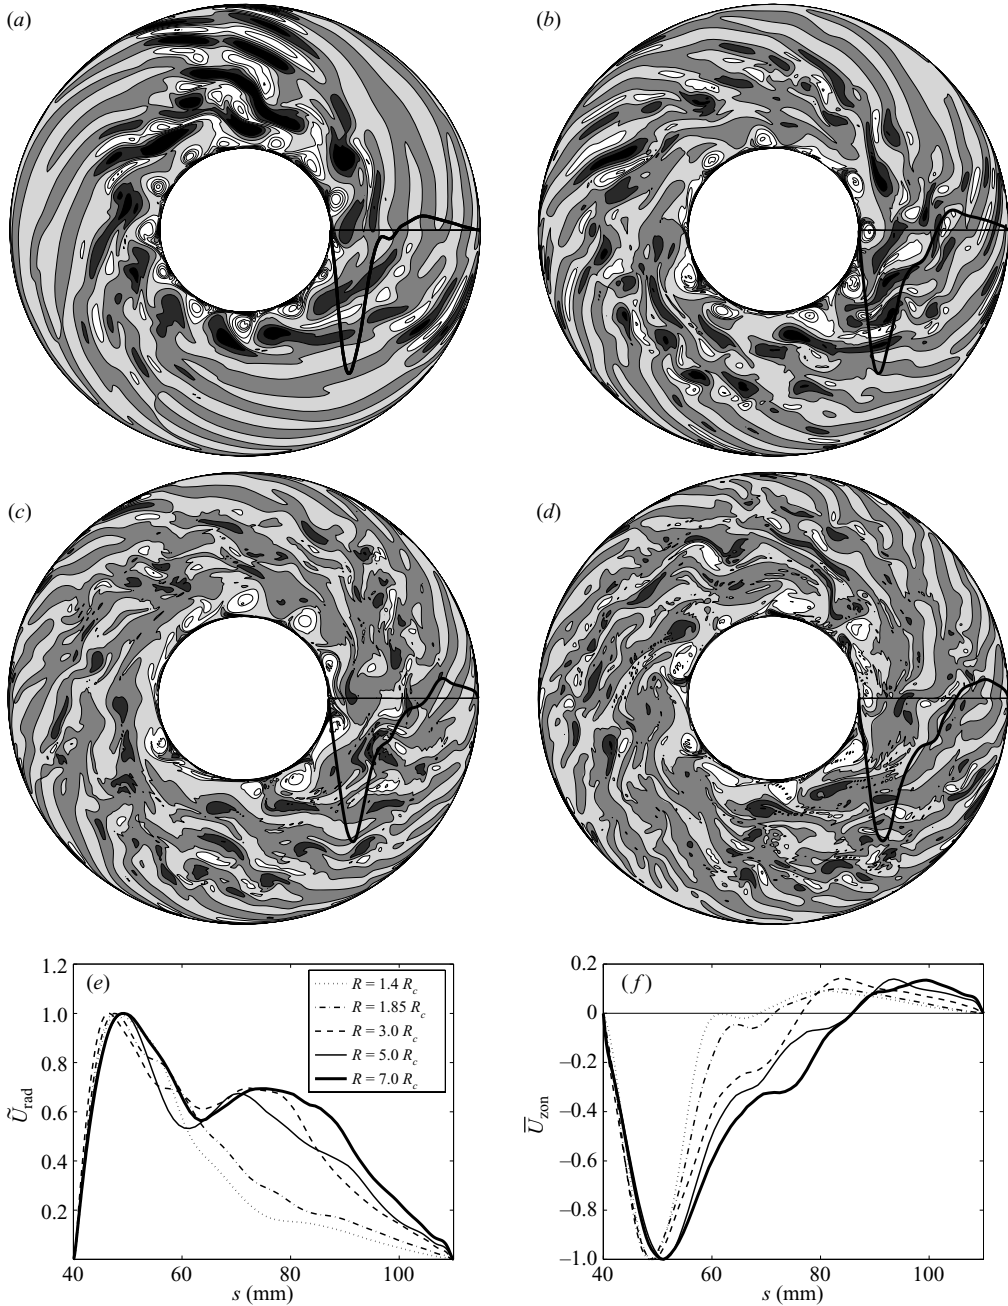 (a)
(b)
(c)
(d)
1.2
(e)
R = 1.4 R_c
R = 1.85 R_c
R = 3.0 R_c
R = 5.0 R_c
R = 7.0 R_c
1.0
0.8
0.6
0.4
0.2
Ũ_rad
40
60
80
100
s (mm)
0.2
(f)
0
–0.2
–0.4
–0.6
–0.8
–1.0
U̅_zon
40
60
80
100
s (mm)